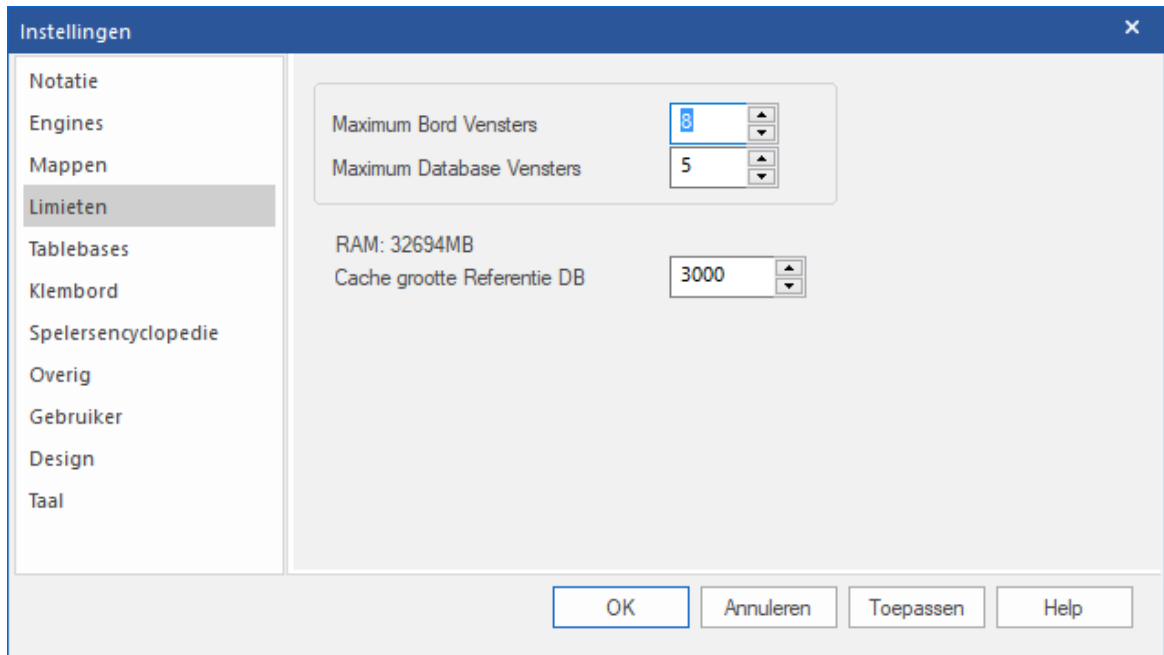 Instellingen
Notatie
Engines
Mappen
Limieten
Tablebases
Klembord
Spelersencyclopedie
Overig
Gebruiker
Design
Taal
Maximum Bord Vensters 8
Maximum Database Vensters 5
RAM: 32694MB
Cache grootte Referentie DB 3000
OK Annuleren Toepassen Help